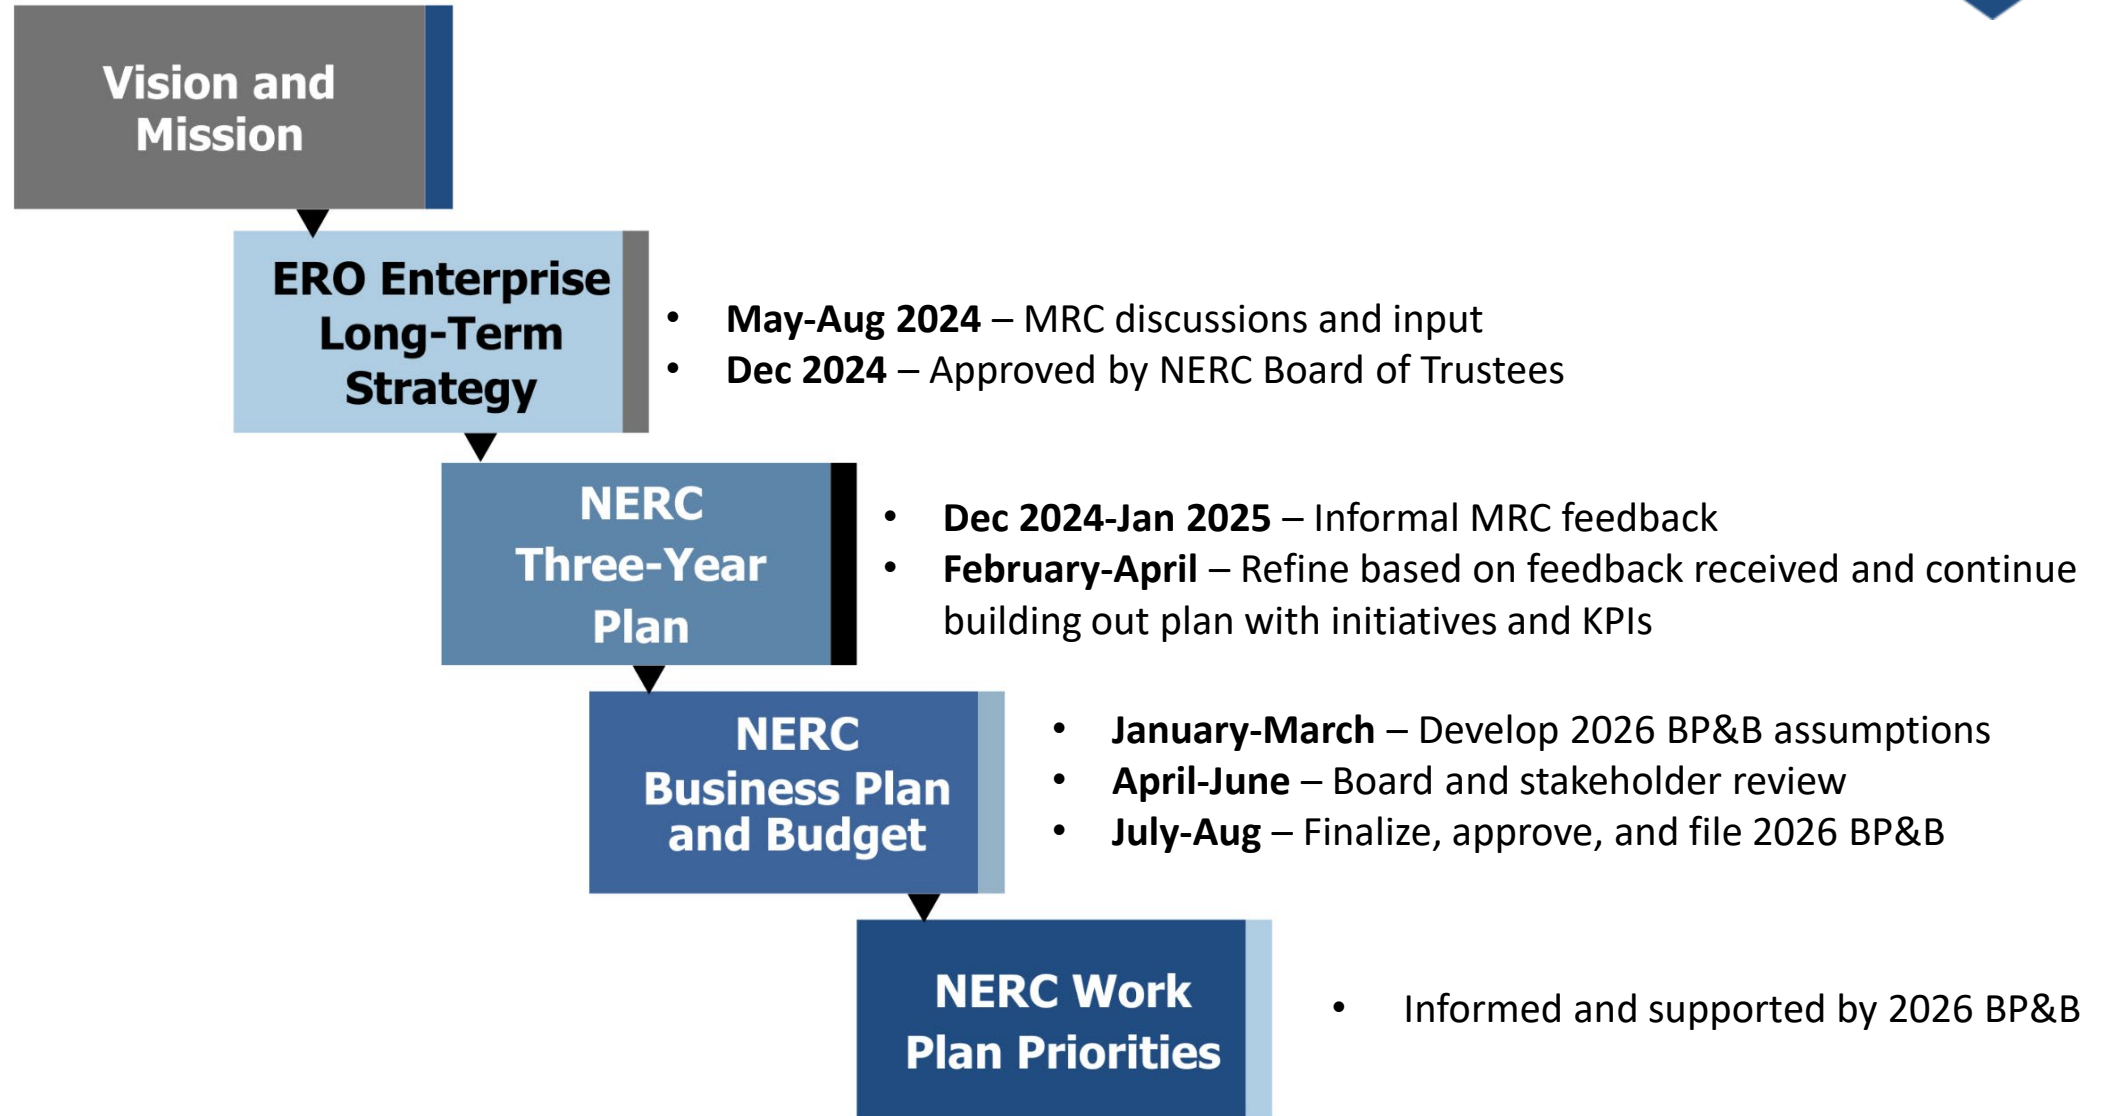 Vision and
Mission
ERO Enterprise
Long-Term
Strategy
• May-Aug 2024 – MRC discussions and input
• Dec 2024 – Approved by NERC Board of Trustees
NERC
Three-Year
Plan
• Dec 2024-Jan 2025 – Informal MRC feedback
• February-April – Refine based on feedback received and continue
building out plan with initiatives and KPIs
NERC
Business Plan
and Budget
• January-March – Develop 2026 BP&B assumptions
• April-June – Board and stakeholder review
• July-Aug – Finalize, approve, and file 2026 BP&B
NERC Work
Plan Priorities
• Informed and supported by 2026 BP&B